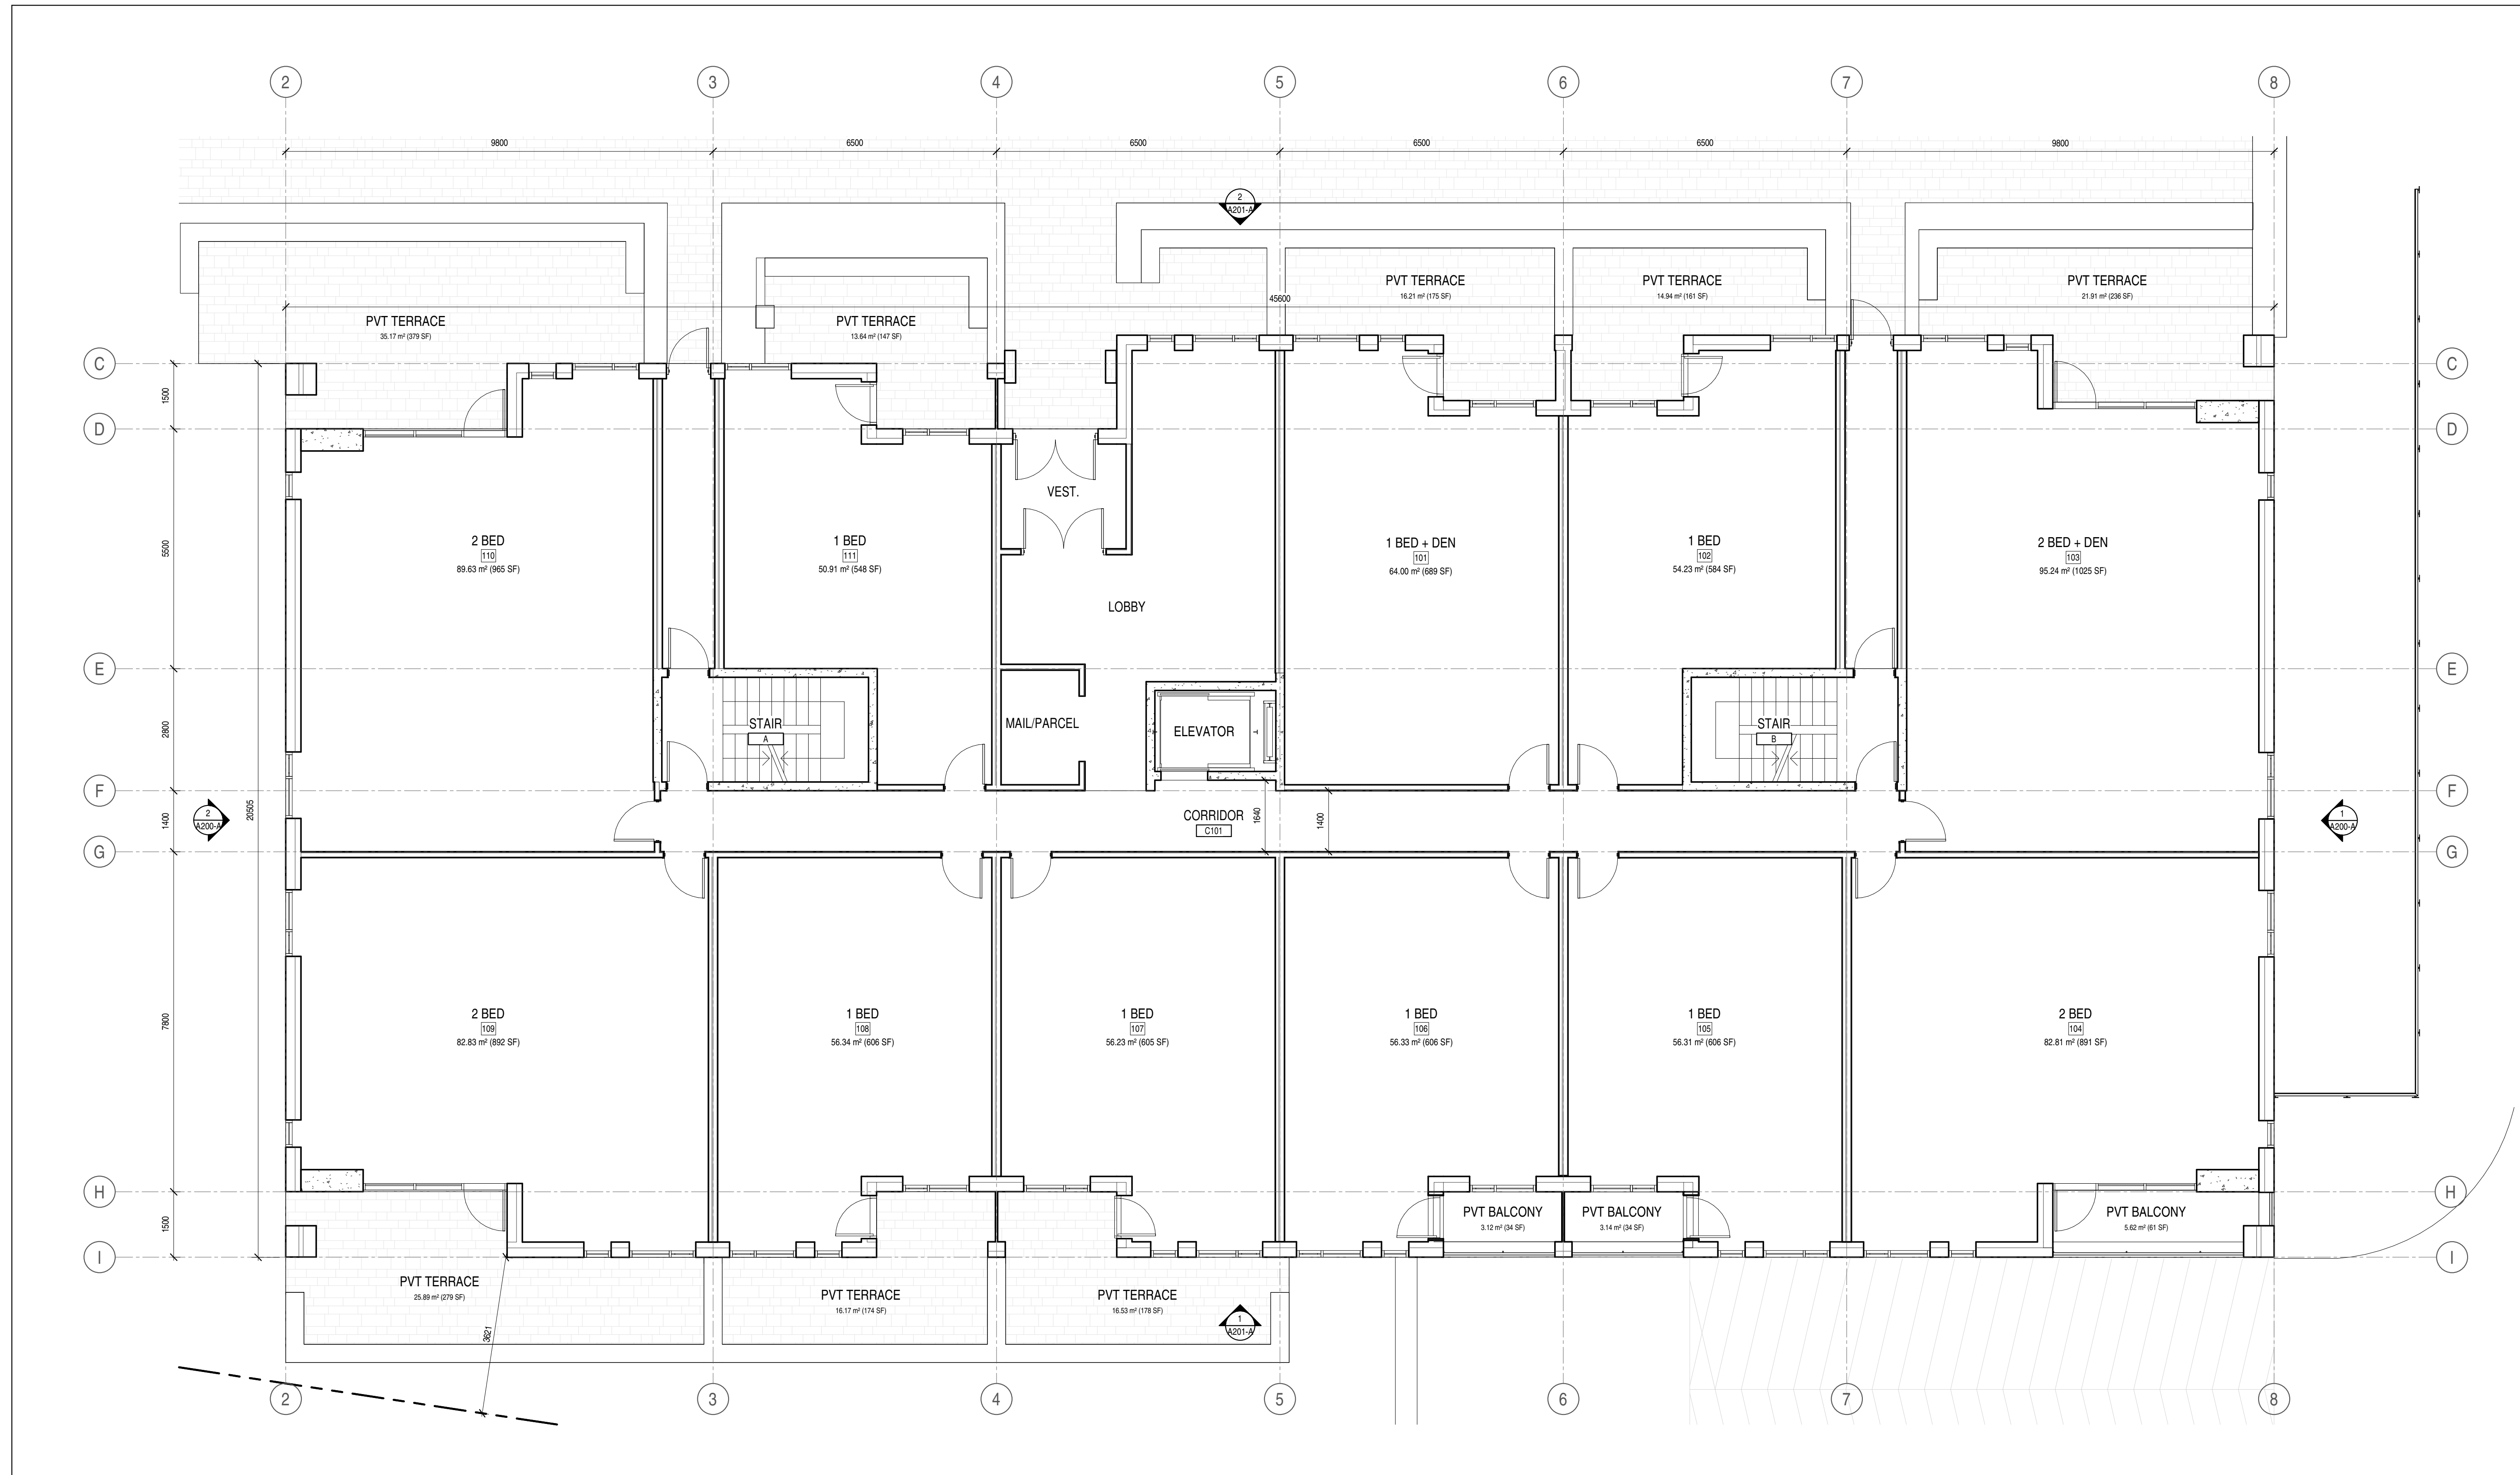 2
3
4
5
6
7
8
9800
6500
6500
6500
6500
9800
2
A201-A
45600
PVT TERRACE
35.17 m² (379 SF)
PVT TERRACE
13.64 m² (147 SF)
PVT TERRACE
16.21 m² (175 SF)
PVT TERRACE
14.94 m² (161 SF)
PVT TERRACE
21.91 m² (236 SF)
C
C
1500
D
D
5500
VEST.
2 BED
110
89.63 m² (965 SF)
1 BED
111
50.91 m² (548 SF)
1 BED + DEN
101
64.00 m² (689 SF)
1 BED
102
54.23 m² (584 SF)
2 BED + DEN
103
95.24 m² (1025 SF)
LOBBY
E
E
2800
STAIR
A
MAIL/PARCEL
ELEVATOR
STAIR
B
F
F
20505
1400
2
A200-A
CORRIDOR
C101
1640
1400
1
A200-A
G
G
7800
2 BED
109
82.83 m² (892 SF)
1 BED
108
56.34 m² (606 SF)
1 BED
107
56.23 m² (605 SF)
1 BED
106
56.33 m² (606 SF)
1 BED
105
56.31 m² (606 SF)
2 BED
104
82.81 m² (891 SF)
H
H
1500
PVT BALCONY
3.12 m² (34 SF)
PVT BALCONY
3.14 m² (34 SF)
PVT BALCONY
5.62 m² (61 SF)
I
I
PVT TERRACE
25.89 m² (279 SF)
PVT TERRACE
16.17 m² (174 SF)
PVT TERRACE
16.53 m² (178 SF)
1
A201-A
3621
2
3
4
5
6
7
8